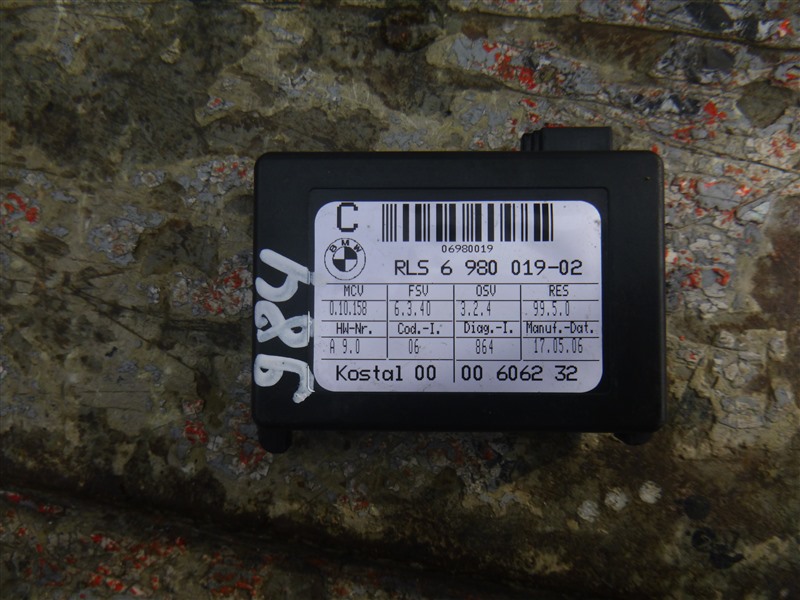 C
06980019
BMW
RLS 6 980 019-02
MCV FSV OSV RES
0.10.158 6.3.40 3.2.4 99.5.0
HW-Nr. Cod.-I. Diag.-I. Manuf.-Dat.
A 9.0 06 864 17.05.06
Kostal 00 00 6062 32
984